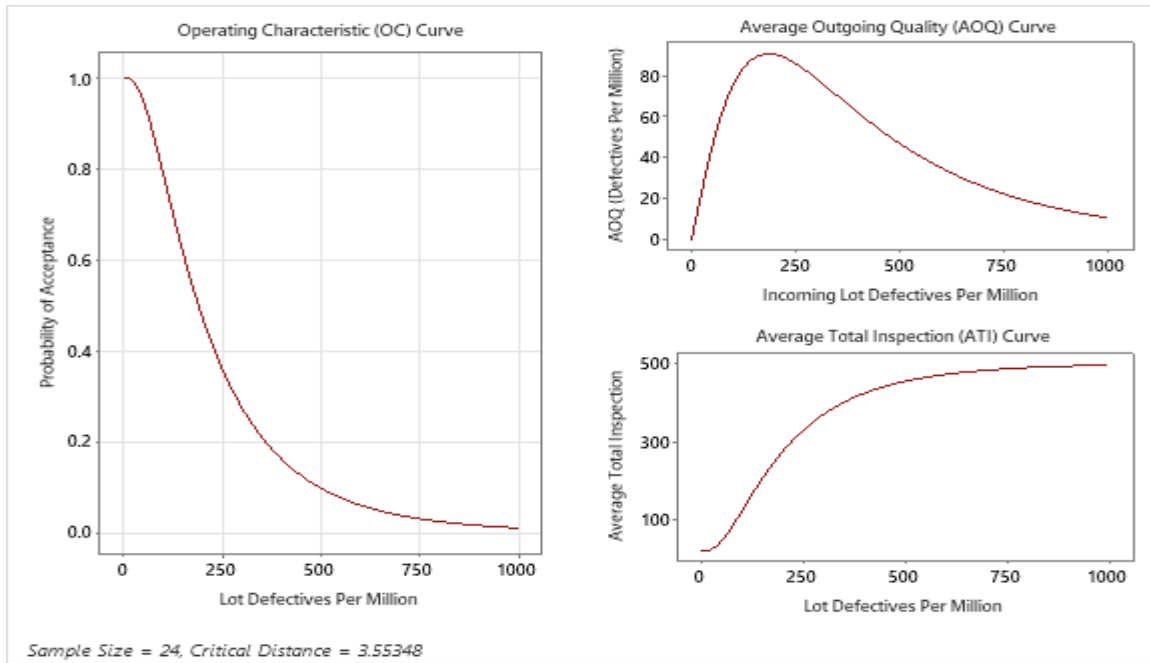 Operating Characteristic (OC) Curve
1.0
0.8
0.6
0.4
0.2
0.0
Probability of Acceptance
0 250 500 750 1000
Lot Defectives Per Million
Average Outgoing Quality (AOQ) Curve
80
60
40
20
0
AOQ (Defectives Per Million)
0 250 500 750 1000
Incoming Lot Defectives Per Million
Average Total Inspection (ATI) Curve
500
300
100
Average Total Inspection
0 250 500 750 1000
Lot Defectives Per Million
Sample Size = 24, Critical Distance = 3.55348